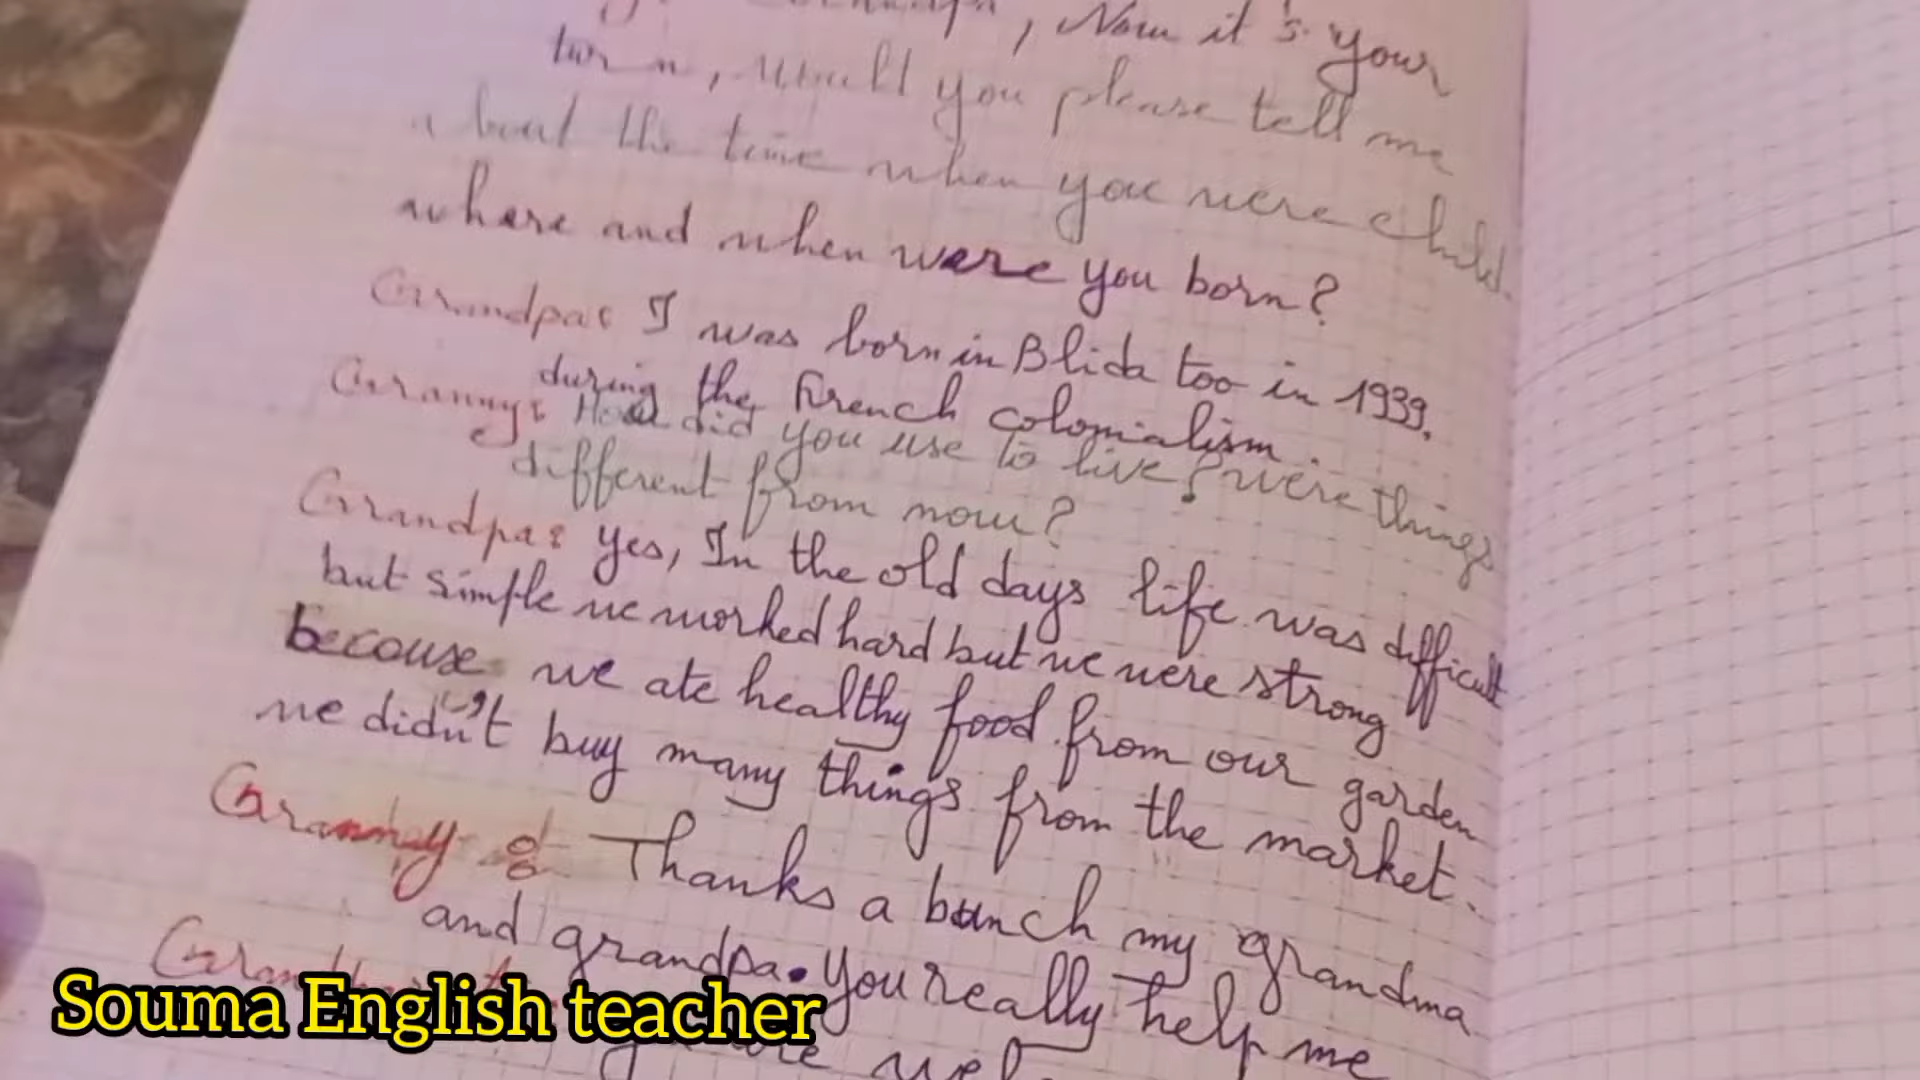 , Now it's your
turn, would you please tell me
about the time when you were child.
where and when were you born?
Grandpa: I was born in Blida too in 1939.
during the French colonialism.
Granny: How did you use to live? were things
different from now?
Grandpa: yes, In the old days life was difficult
but simple we worked hard but we were strong
becouse we ate healthy food from our garden
we didn't buy many things from the market.
Granny: Thanks a bunch my grandma
and grandpa. You really help me
Souma English teacher